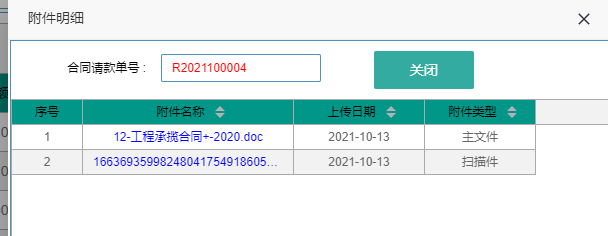 附件明细
合同请款单号： R2021100004 关闭
序号 附件名称 上传日期 附件类型
1 12-工程承揽合同+-2020.doc 2021-10-13 主文件
2 16636935998248041754918605... 2021-10-13 扫描件